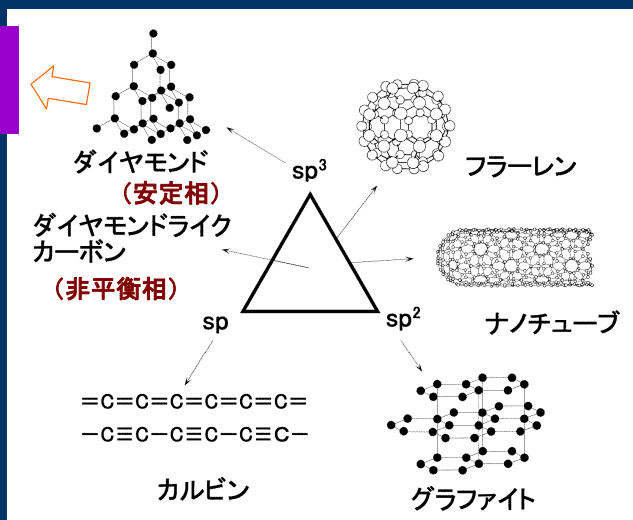 ダイヤモンド
(安定相)
sp³
フラーレン
ダイヤモンドライク
カーボン
(非平衡相)
sp
sp²
ナノチューブ
=C=C=C=C=C=C=
−C≡C−C≡C−C≡C−
カルビン
グラファイト